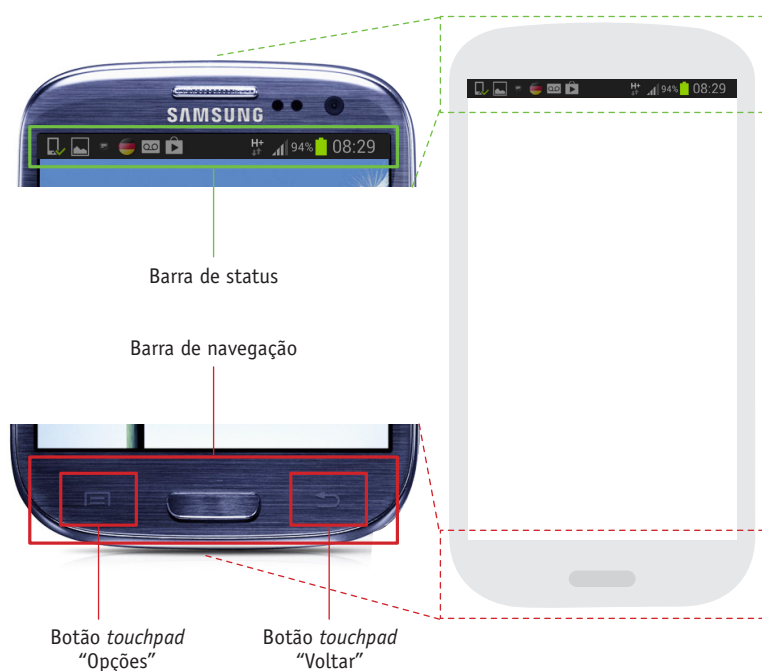 SAMSUNG
H+ 94% 08:29
H+ 94% 08:29
Barra de status
Barra de navegação
Botão touchpad
“Opções”
Botão touchpad
“Voltar”